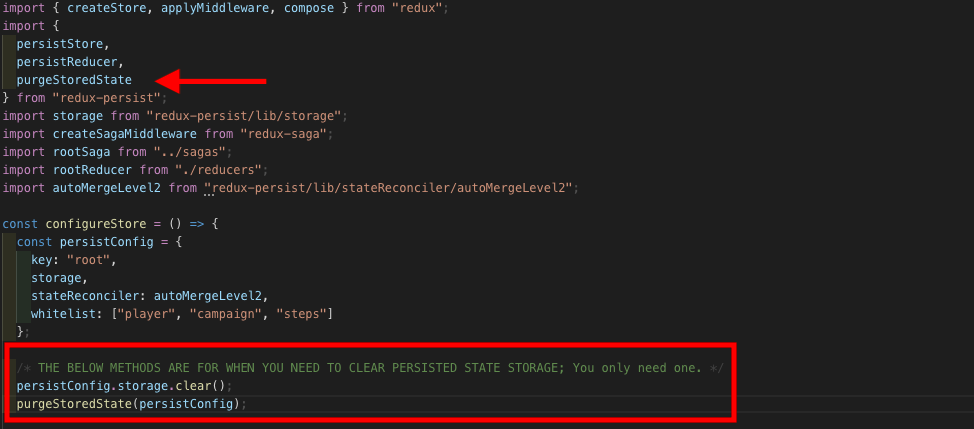 import { createStore, applyMiddleware, compose } from "redux";
import {
persistStore,
persistReducer,
purgeStoredState
} from "redux-persist";
import storage from "redux-persist/lib/storage";
import createSagaMiddleware from "redux-saga";
import rootSaga from "../sagas";
import rootReducer from "./reducers";
import autoMergeLevel2 from "redux-persist/lib/stateReconciler/autoMergeLevel2";
const configureStore = () => {
const persistConfig = {
key: "root",
storage,
stateReconciler: autoMergeLevel2,
whitelist: ["player", "campaign", "steps"]
};
/* THE BELOW METHODS ARE FOR WHEN YOU NEED TO CLEAR PERSISTED STATE STORAGE; You only need one. */
persistConfig.storage.clear();
purgeStoredState(persistConfig);